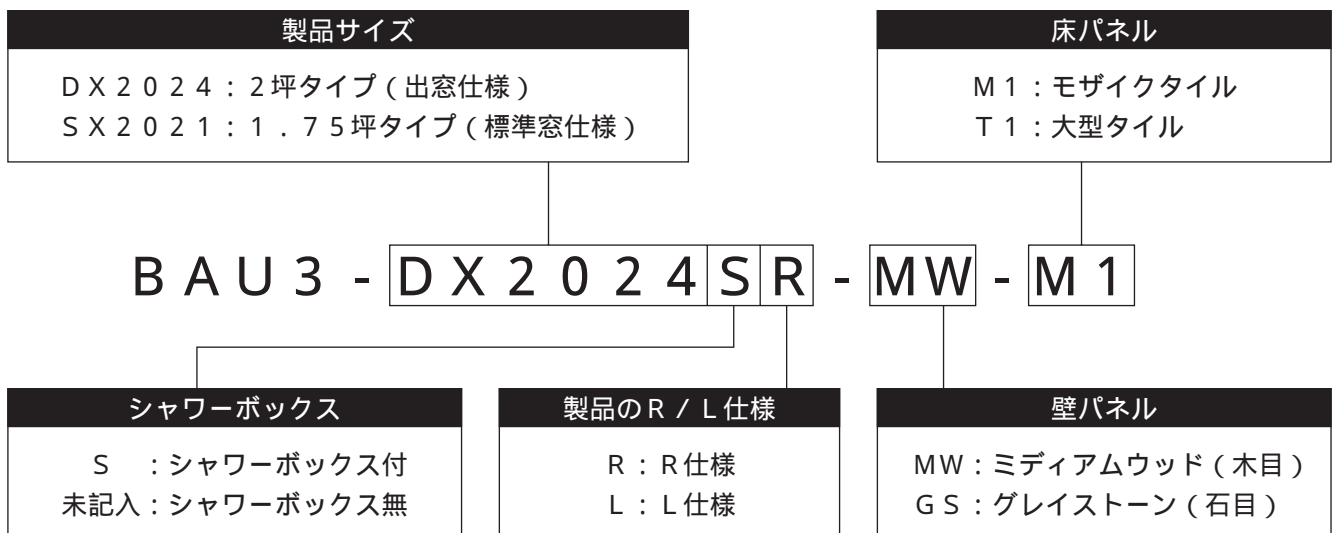 製品サイズ
DX2024：2坪タイプ（出窓仕様）
SX2021：1．75坪タイプ（標準窓仕様）
床パネル
M1：モザイクタイル
T1：大型タイル
BAU3-DX2024SR-MW-M1
シャワーボックス
S　：シャワーボックス付
未記入：シャワーボックス無
製品のR／L仕様
R：R仕様
L：L仕様
壁パネル
MW：ミディアムウッド（木目）
GS：グレイストーン（石目）